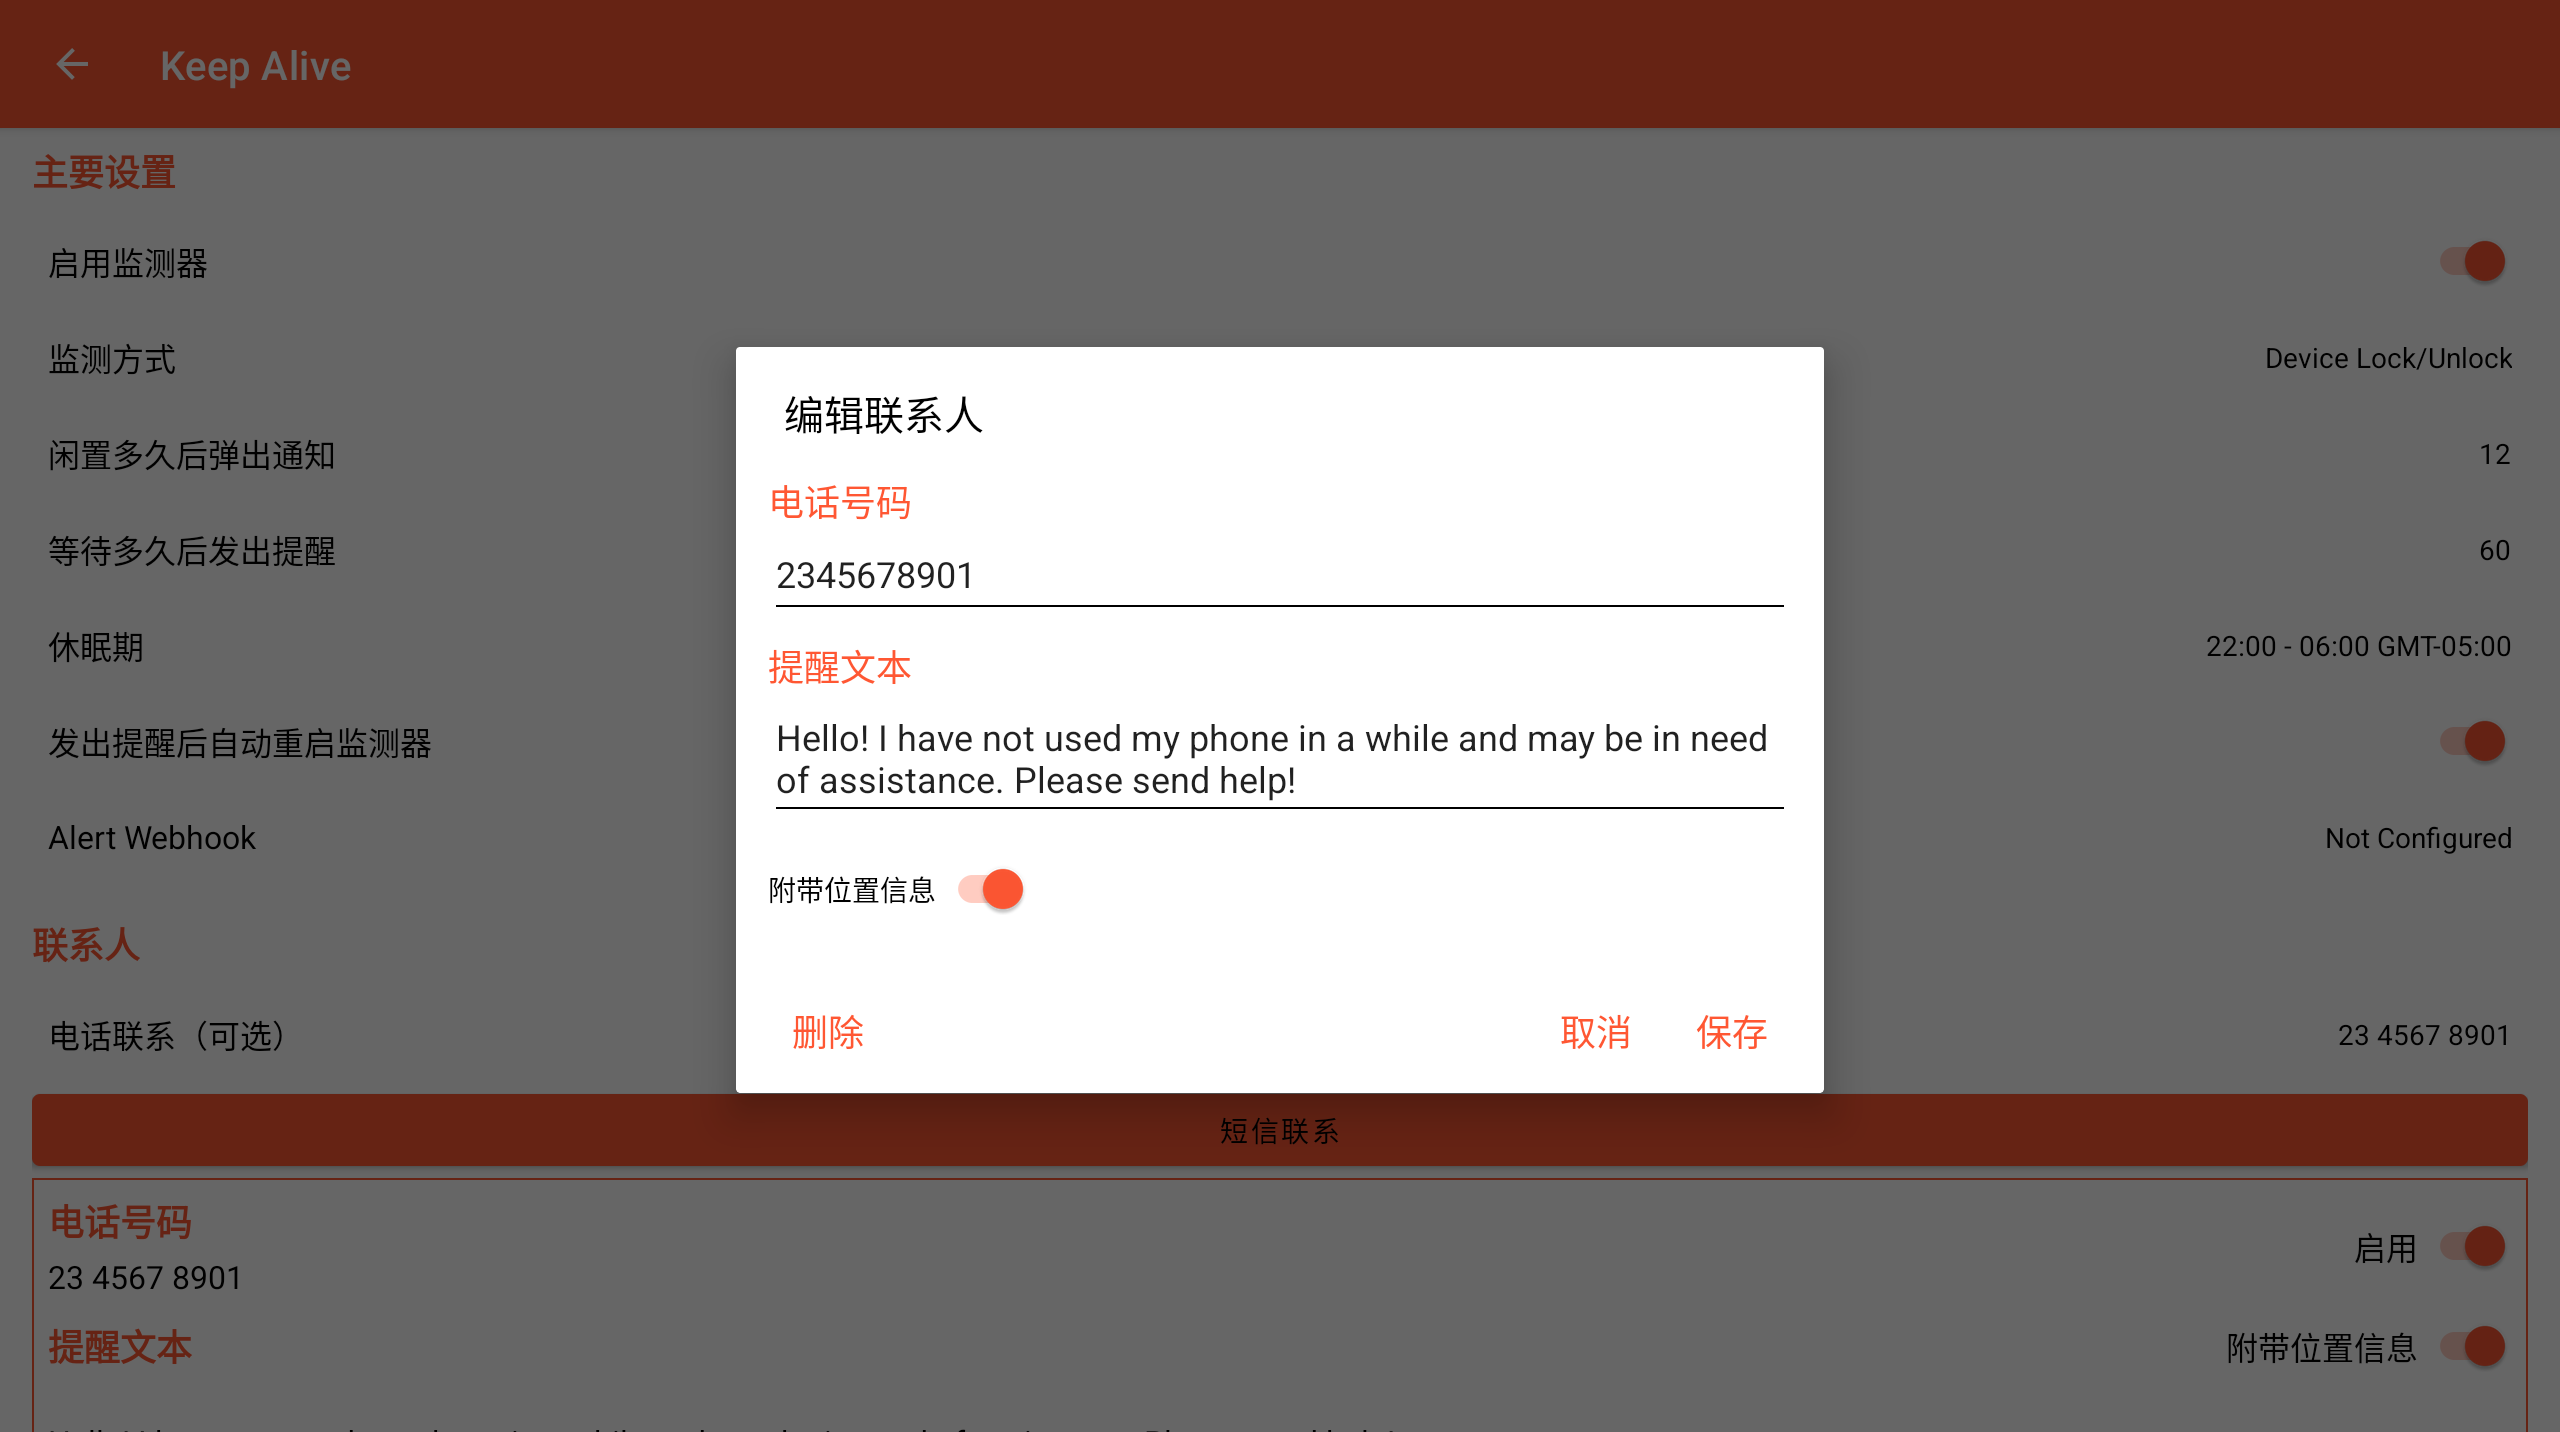 Keep Alive
主要设置
启用监测器
监测方式
Device Lock/Unlock
闲置多久后弹出通知
12
等待多久后发出提醒
60
休眠期
22:00 - 06:00 GMT-05:00
发出提醒后自动重启监测器
Alert Webhook
Not Configured
联系人
电话联系（可选）
23 4567 8901
短信联系
电话号码
23 4567 8901
启用
提醒文本
附带位置信息
编辑联系人
电话号码
2345678901
提醒文本
Hello! I have not used my phone in a while and may be in need
of assistance. Please send help!
附带位置信息
删除
取消
保存